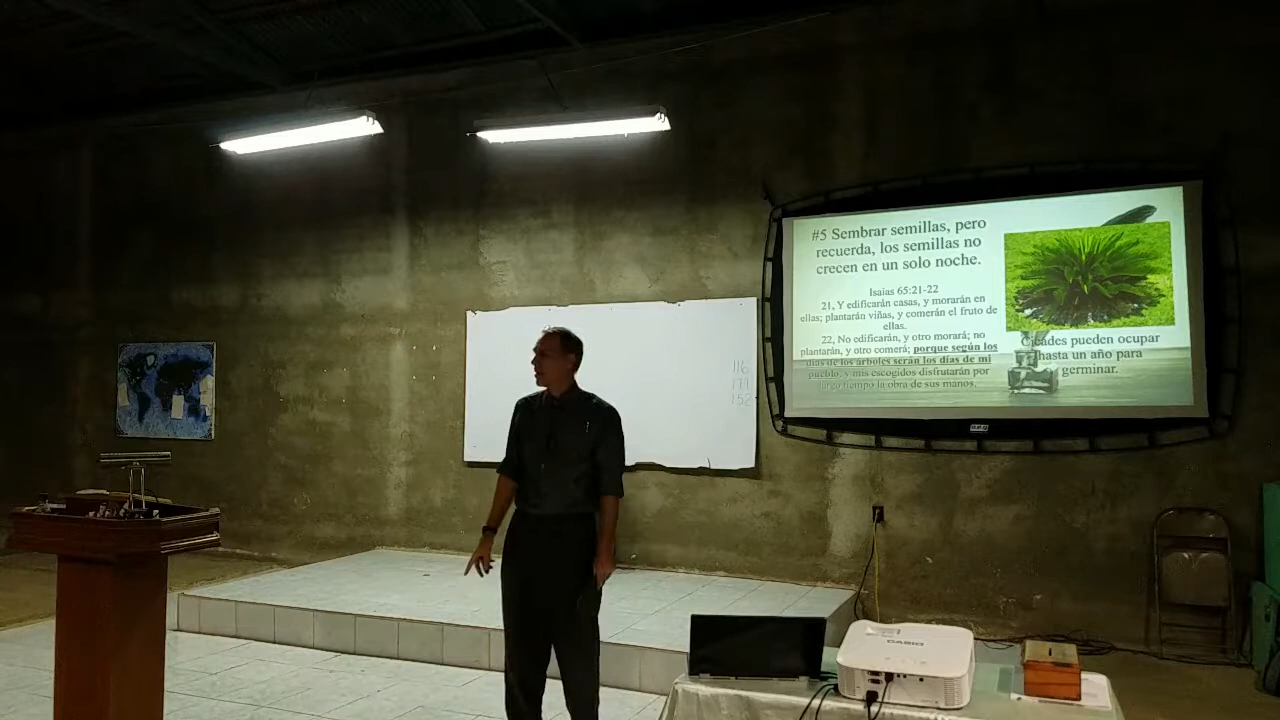 #5 Sembrar semillas, pero
recuerda, los semillas no
crecen en un solo noche.
Isaías 65:21-22
21, Y edificarán casas, y morarán en
ellas; plantarán viñas, y comerán el fruto de
ellas.
22, No edificarán, y otro morará; no
plantarán, y otro comerá; porque según los
días de los árboles serán los días de mi
pueblo, y mis escogidos disfrutarán por
largo tiempo la obra de sus manos.
Cicades pueden ocupar
hasta un año para
germinar.
116
171
152
CASIO